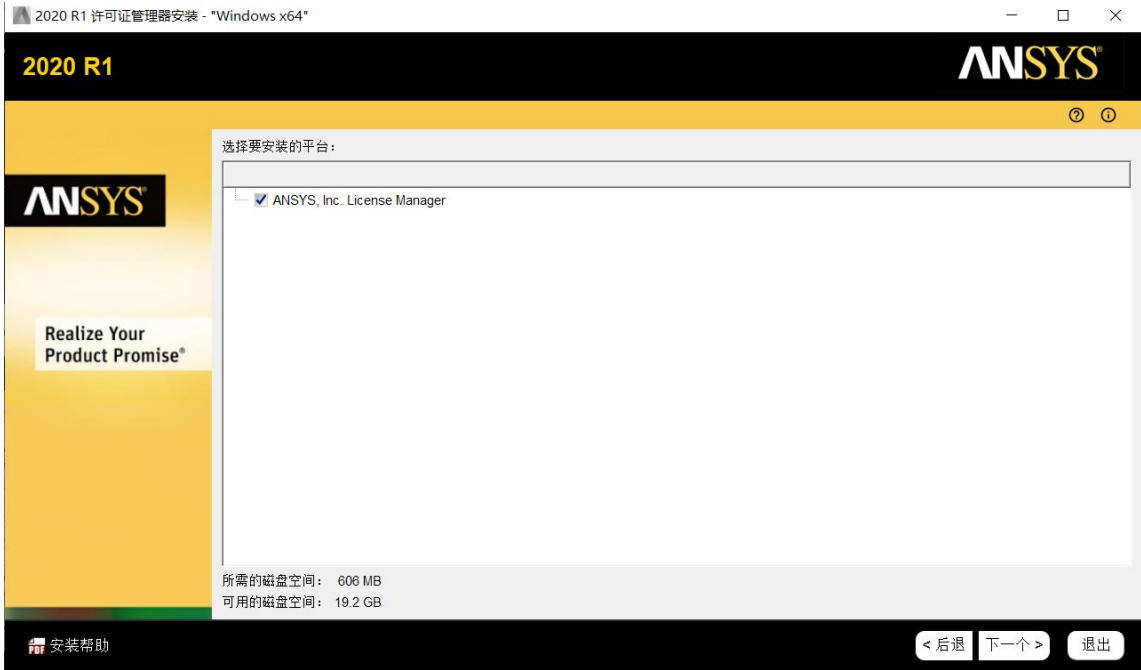 2020 R1 许可证管理器安装 - "Windows x64"
2020 R1
ANSYS®
选择要安装的平台：
ANSYS®
ANSYS, Inc. License Manager
Realize Your
Product Promise®
所需的磁盘空间： 606 MB
可用的磁盘空间： 19.2 GB
PDF 安装帮助
< 后退 下一个 > 退出